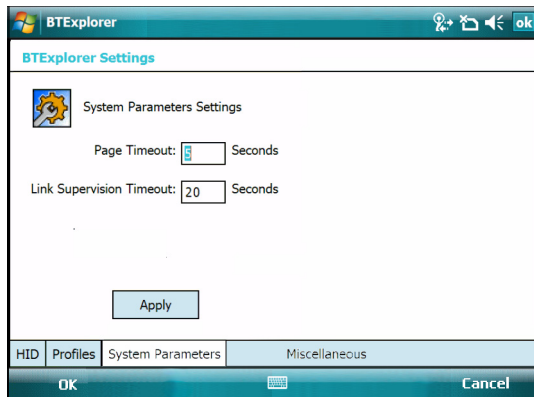 BTExplorer ok
BTExplorer Settings
System Parameters Settings
Page Timeout: 5 Seconds
Link Supervision Timeout: 20 Seconds
Apply
HID Profiles System Parameters Miscellaneous
OK Cancel